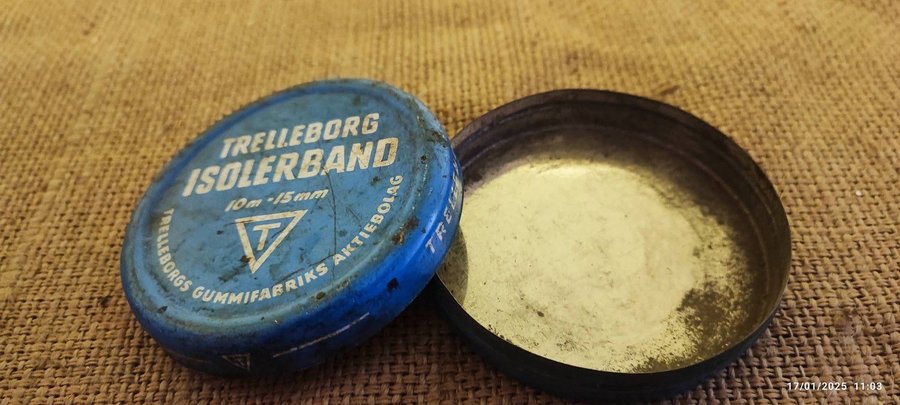 TRELLEBORG
ISOLERBAND
10m - 15mm
T
TRELLEBORGS GUMMIFABRIKS AKTIEBOLAG
17/01/2025 11:03